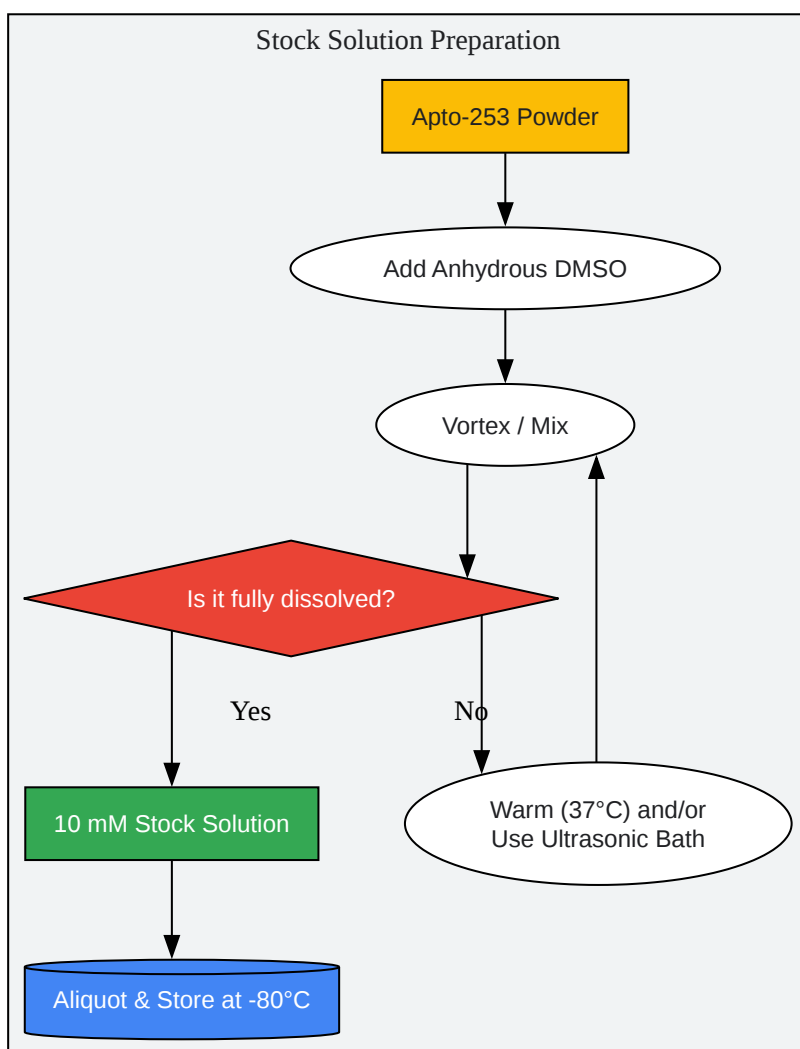 Stock Solution Preparation
Apto-253 Powder
Add Anhydrous DMSO
Vortex / Mix
Is it fully dissolved?
Yes
No
10 mM Stock Solution
Warm (37°C) and/or
Use Ultrasonic Bath
Aliquot & Store at -80°C